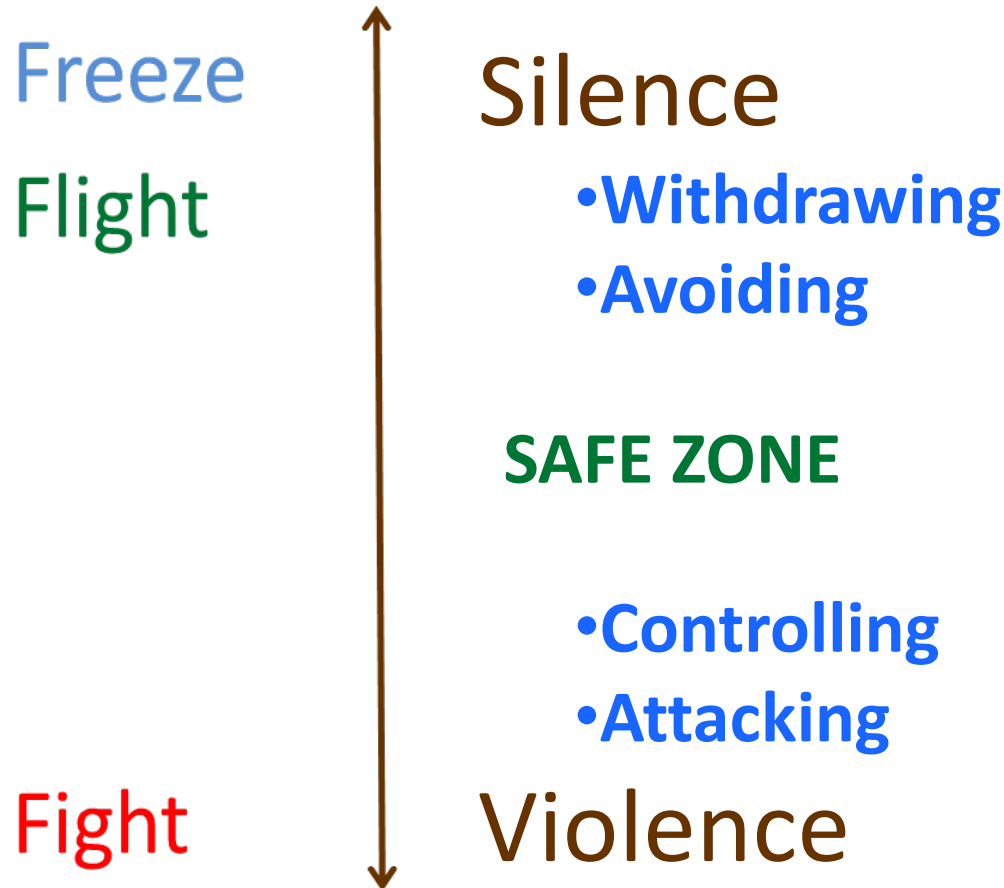 Freeze
Silence
Flight
•Withdrawing
•Avoiding
SAFE ZONE
•Controlling
•Attacking
Fight
Violence